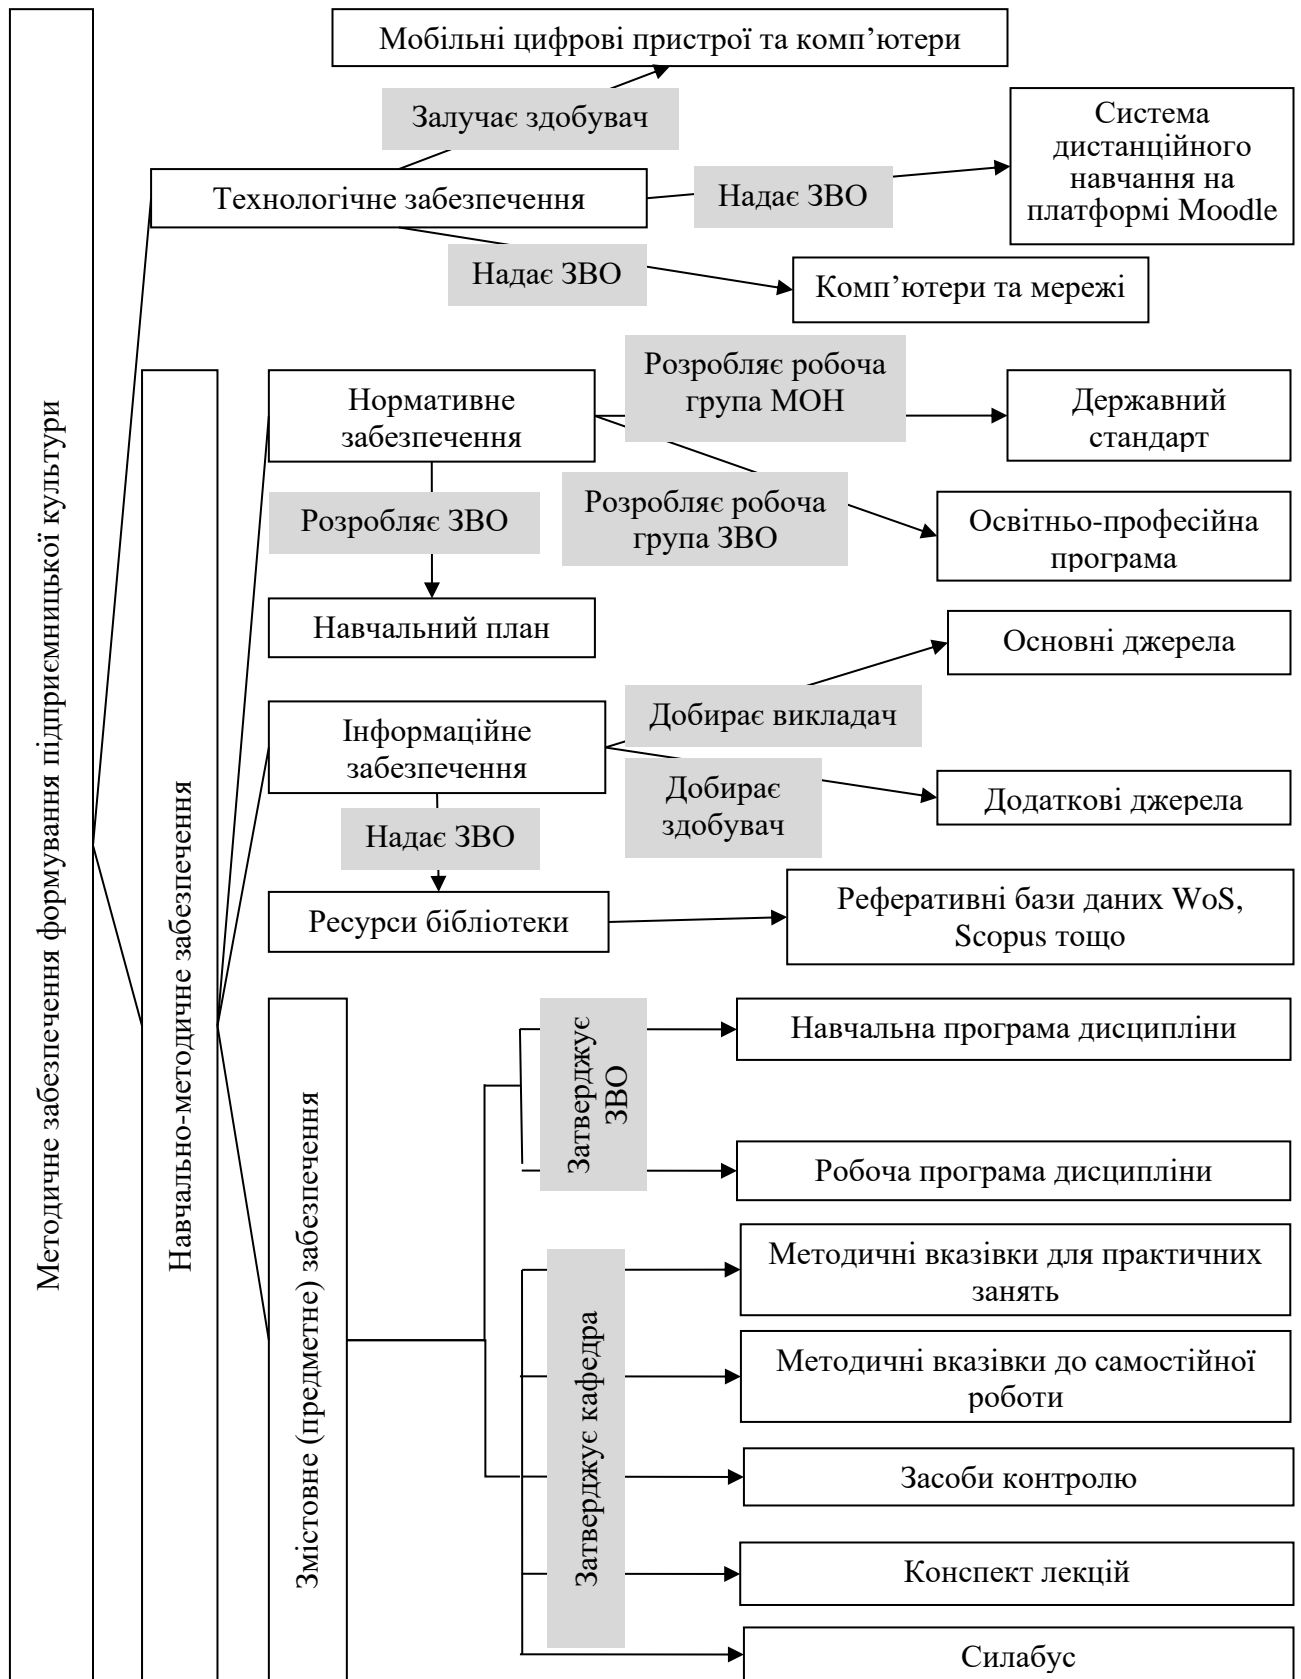 Методичне забезпечення формування підприємницької культури
Мобільні цифрові пристрої та комп’ютери
Залучає здобувач
Технологічне забезпечення
Надає ЗВО
Система
дистанційного
навчання на
платформі Moodle
Надає ЗВО
Комп’ютери та мережі
Навчально-методичне забезпечення
Нормативне
забезпечення
Розробляє робоча
група МОН
Державний
стандарт
Розробляє ЗВО
Розробляє робоча
група ЗВО
Освітньо-професійна
програма
Навчальний план
Основні джерела
Інформаційне
забезпечення
Добирає викладач
Добирає
здобувач
Додаткові джерела
Надає ЗВО
Ресурси бібліотеки
Реферативні бази даних WoS,
Scopus тощо
Змістовне (предметне) забезпечення
Затверджує
ЗВО
Навчальна програма дисципліни
Робоча програма дисципліни
Затверджує кафедра
Методичні вказівки для практичних
занять
Методичні вказівки до самостійної
роботи
Засоби контролю
Конспект лекцій
Силабус